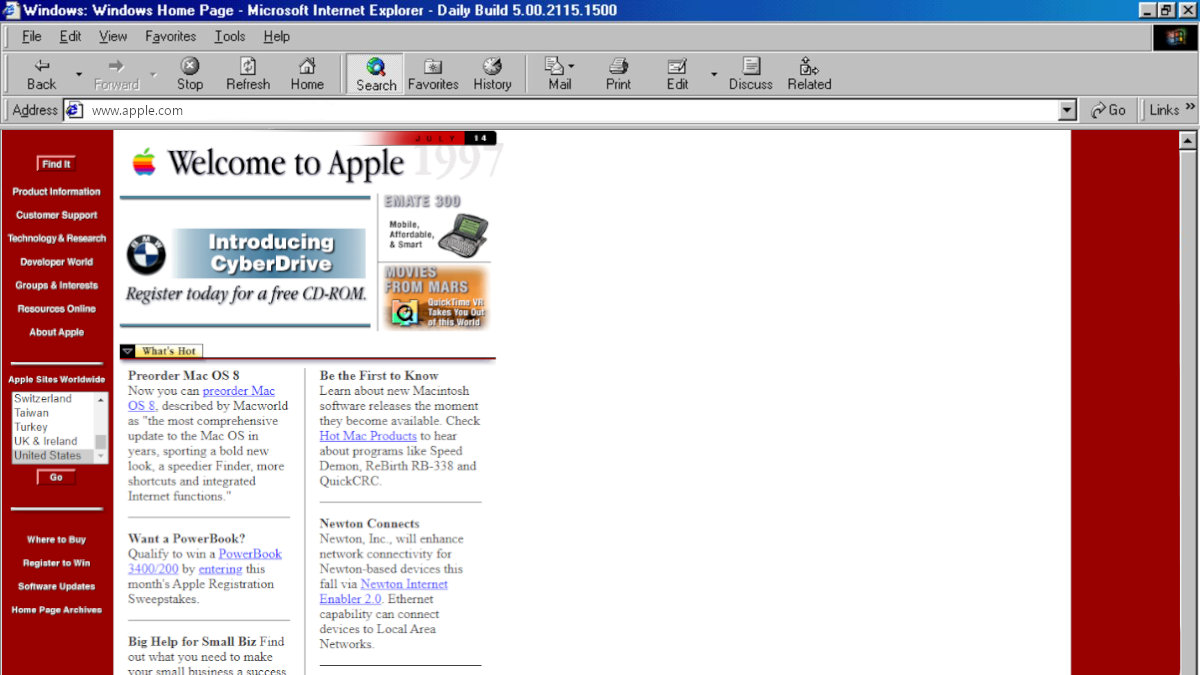 Windows: Windows Home Page - Microsoft Internet Explorer - Daily Build 5.00.2115.1500
File Edit View Favorites Tools Help
Back Forward Stop Refresh Home Search Favorites History Mail Print Edit Discuss Related
Address www.apple.com Go Links »
Find It
Product Information
Customer Support
Technology & Research
Developer World
Groups & Interests
Resources Online
About Apple
Apple Sites Worldwide
Switzerland
Taiwan
Turkey
UK & Ireland
United States
Go
Where to Buy
Register to Win
Software Updates
Home Page Archives
JULY 14
1997
Welcome to Apple
BMW
Introducing
CyberDrive
Register today for a free CD-ROM.
EMATE 300
Mobile,
Affordable,
& Smart
MOVIES
FROM MARS
QuickTime VR
Takes You Out
of this World
What's Hot
Preorder Mac OS 8
Now you can preorder Mac
OS 8, described by Macworld
as "the most comprehensive
update to the Mac OS in
years, sporting a bold new
look, a speedier Finder, more
shortcuts and integrated
Internet functions."
Want a PowerBook?
Qualify to win a PowerBook
3400/200 by entering this
month's Apple Registration
Sweepstakes.
Big Help for Small Biz Find
out what you need to make
your small business a success
Be the First to Know
Learn about new Macintosh
software releases the moment
they become available. Check
Hot Mac Products to hear
about programs like Speed
Demon, ReBirth RB-338 and
QuickCRC.
Newton Connects
Newton, Inc., will enhance
network connectivity for
Newton-based devices this
fall via Newton Internet
Enabler 2.0. Ethernet
capability can connect
devices to Local Area
Networks.